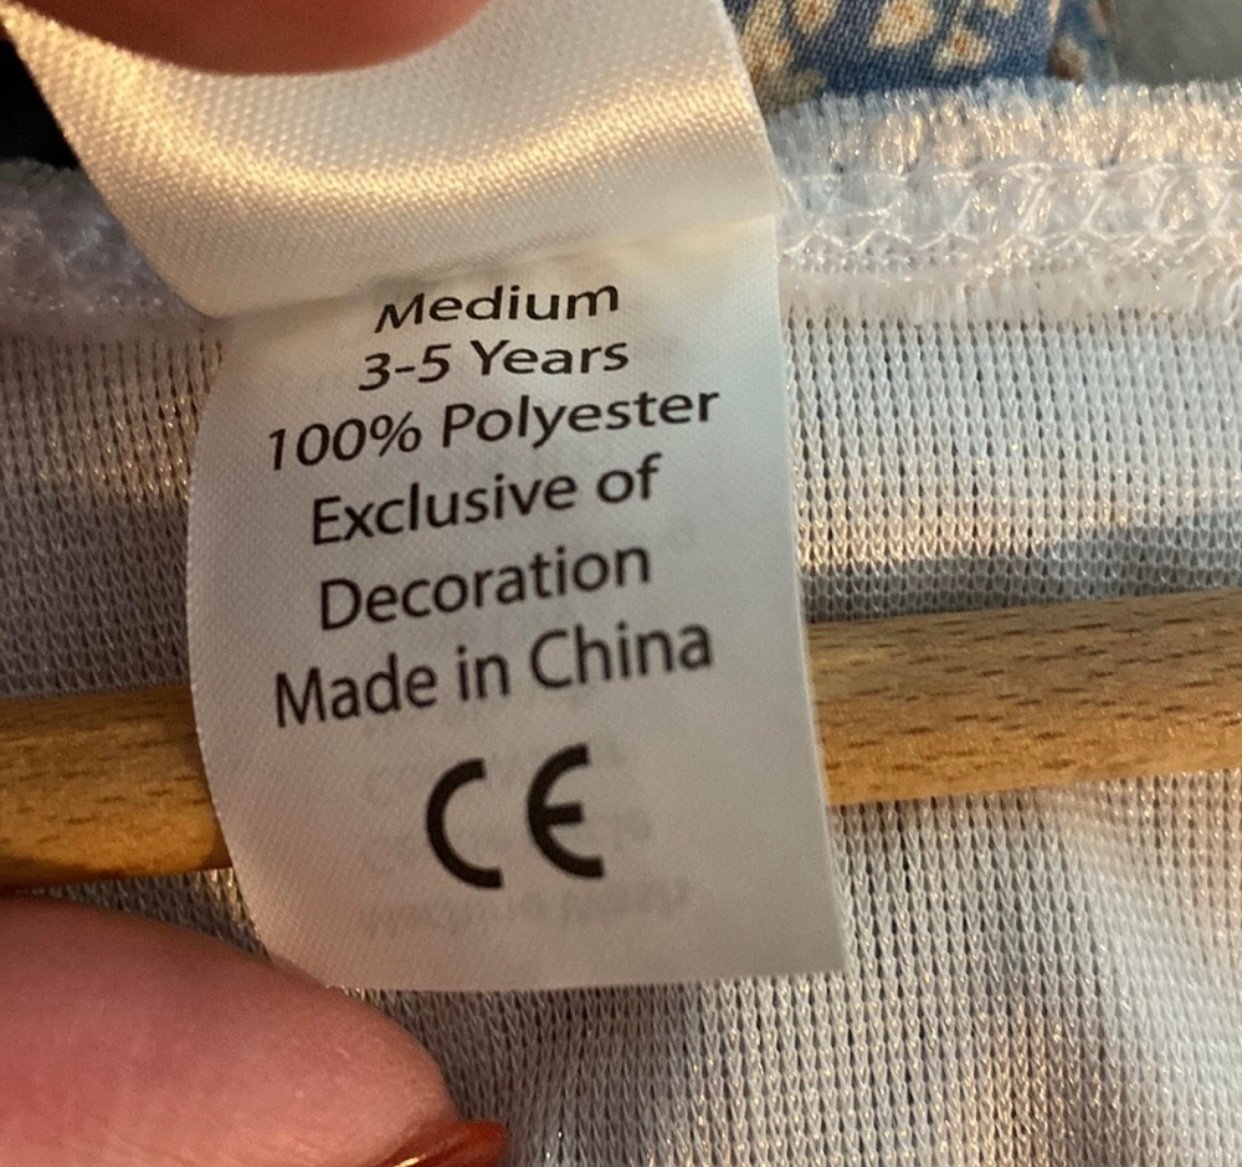 Medium
3-5 Years
100% Polyester
Exclusive of
Decoration
Made in China
CE